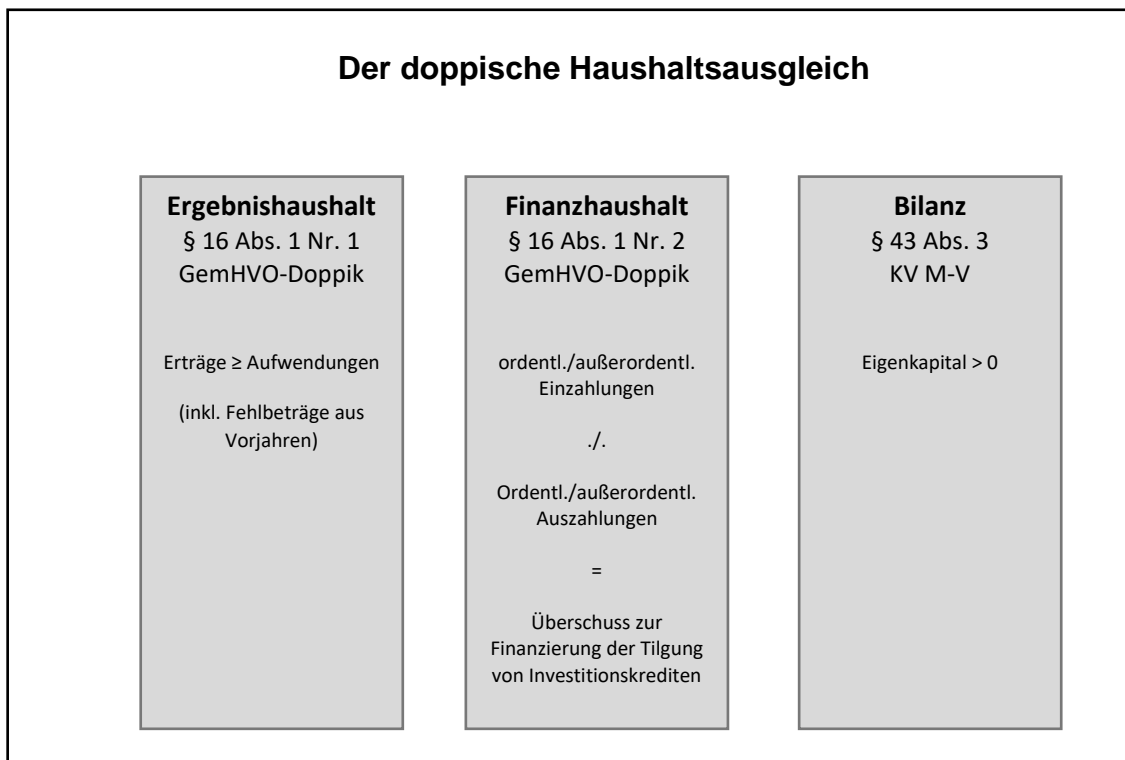 Der doppische Haushaltsausgleich
Ergebnishaushalt
§ 16 Abs. 1 Nr. 1
GemHVO-Doppik
Erträge ≥ Aufwendungen
(inkl. Fehlbeträge aus
Vorjahren)
Finanzhaushalt
§ 16 Abs. 1 Nr. 2
GemHVO-Doppik
ordentl./außerordentl.
Einzahlungen
./.
Ordentl./außerordentl.
Auszahlungen
=
Überschuss zur
Finanzierung der Tilgung
von Investitionskrediten
Bilanz
§ 43 Abs. 3
KV M-V
Eigenkapital > 0